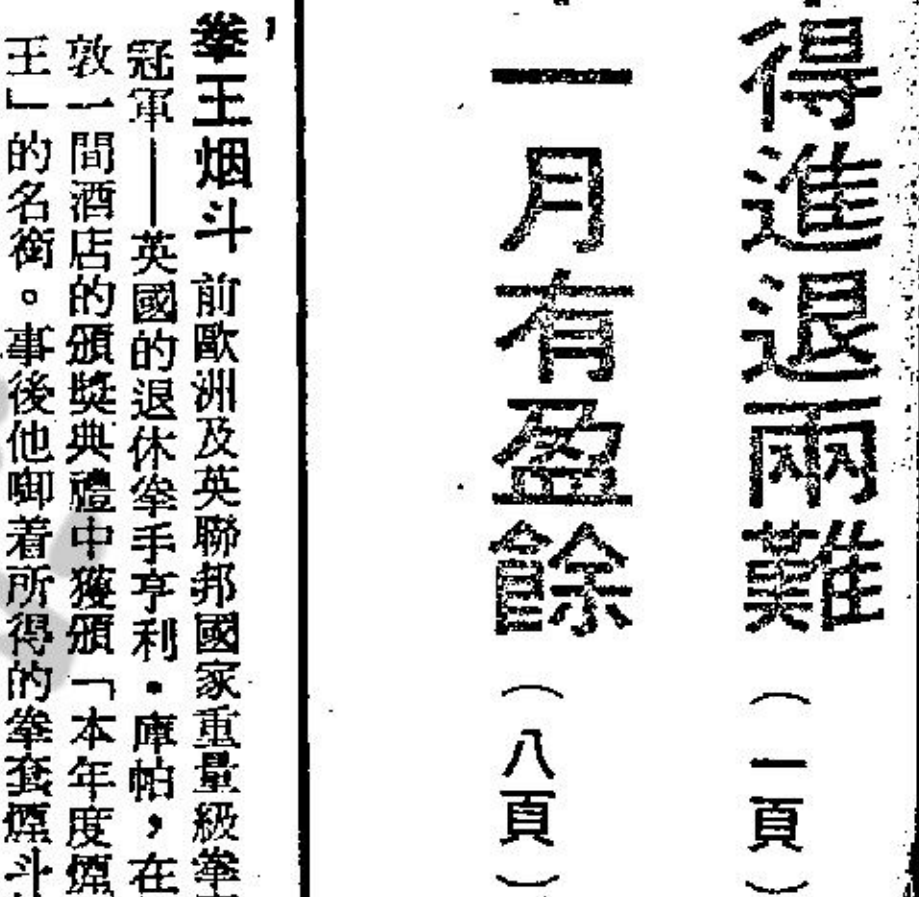 得進退兩難（一頁）
一月有盈餘（八頁）
拳王烟斗 前歐洲及英聯邦國家重量級拳
冠軍——英國的退休拳手亨利・庫帕，在
敦一間酒店的頒獎典禮中獲頒「本年度煙
王」的名銜。事後他啣着所得的拳套煙斗